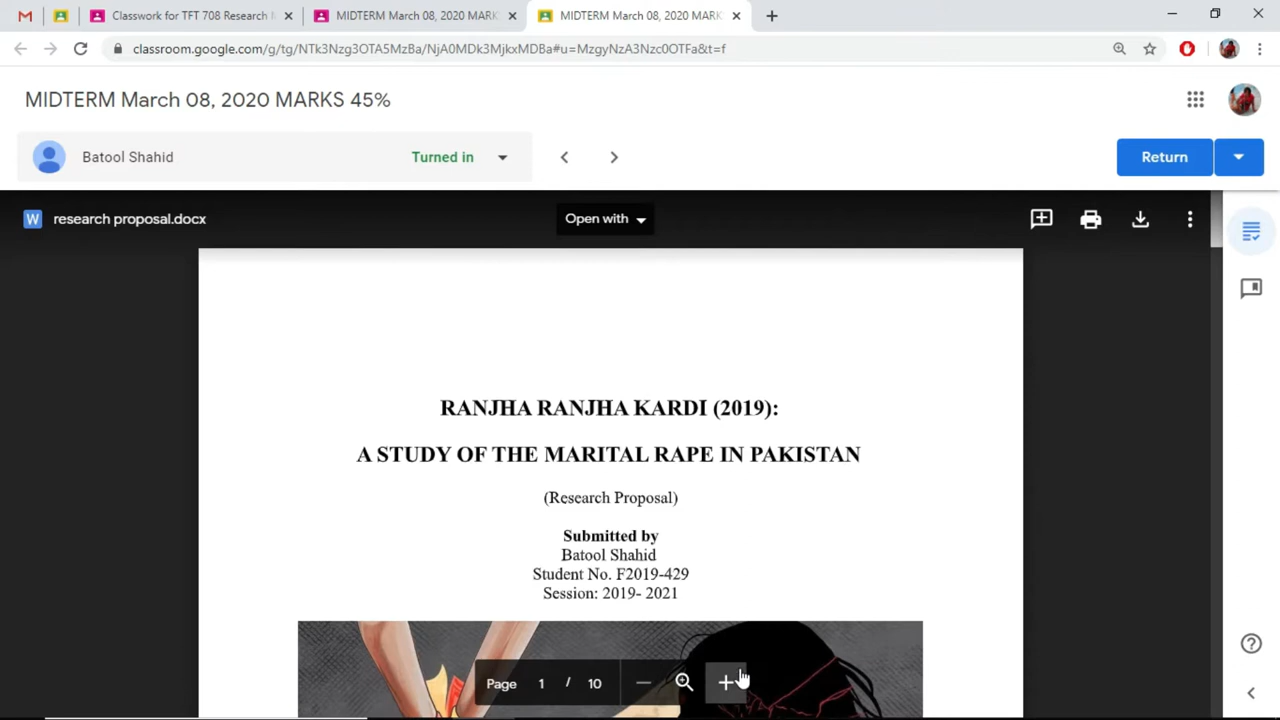 Classwork for TFT 708 Research M
MIDTERM March 08, 2020 MARKS
MIDTERM March 08, 2020 MARKS
classroom.google.com/g/tg/NTk3Nzg3OTA5MzBa/NjA0MDk3MjkxMDBa#u=MzgyNzA3Nzc0OTFa&t=f
MIDTERM March 08, 2020 MARKS 45%
Batool Shahid
Turned in
Return
W
research proposal.docx
Open with
RANJHA RANJHA KARDI (2019):
A STUDY OF THE MARITAL RAPE IN PAKISTAN
(Research Proposal)
Submitted by
Batool Shahid
Student No. F2019-429
Session: 2019- 2021
Page 1 / 10